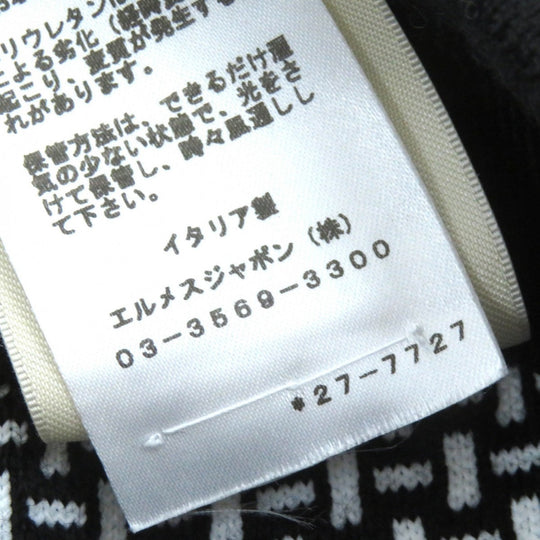 リウレタンは
による劣化（経時
起こり、変質が発生する
れがあります。
保管方法は、できるだけ湿
気の少ない状態で、光をさ
けて保管し、時々風通しし
て下さい。
イタリア製
エルメスジャポン（株）
03-3569-3300
*27-7727